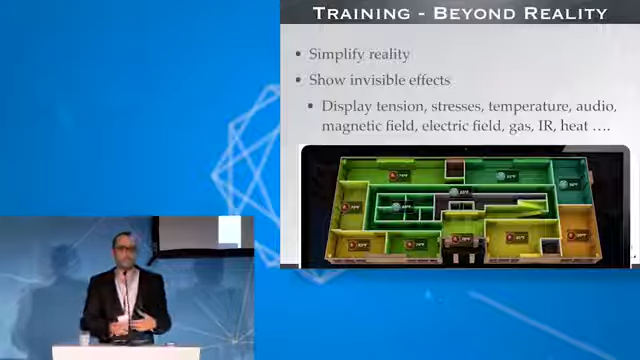 TRAINING - BEYOND REALITY
• Simplify reality
• Show invisible effects
• Display tension, stresses, temperature, audio,
magnetic field, electric field, gas, IR, heat ....